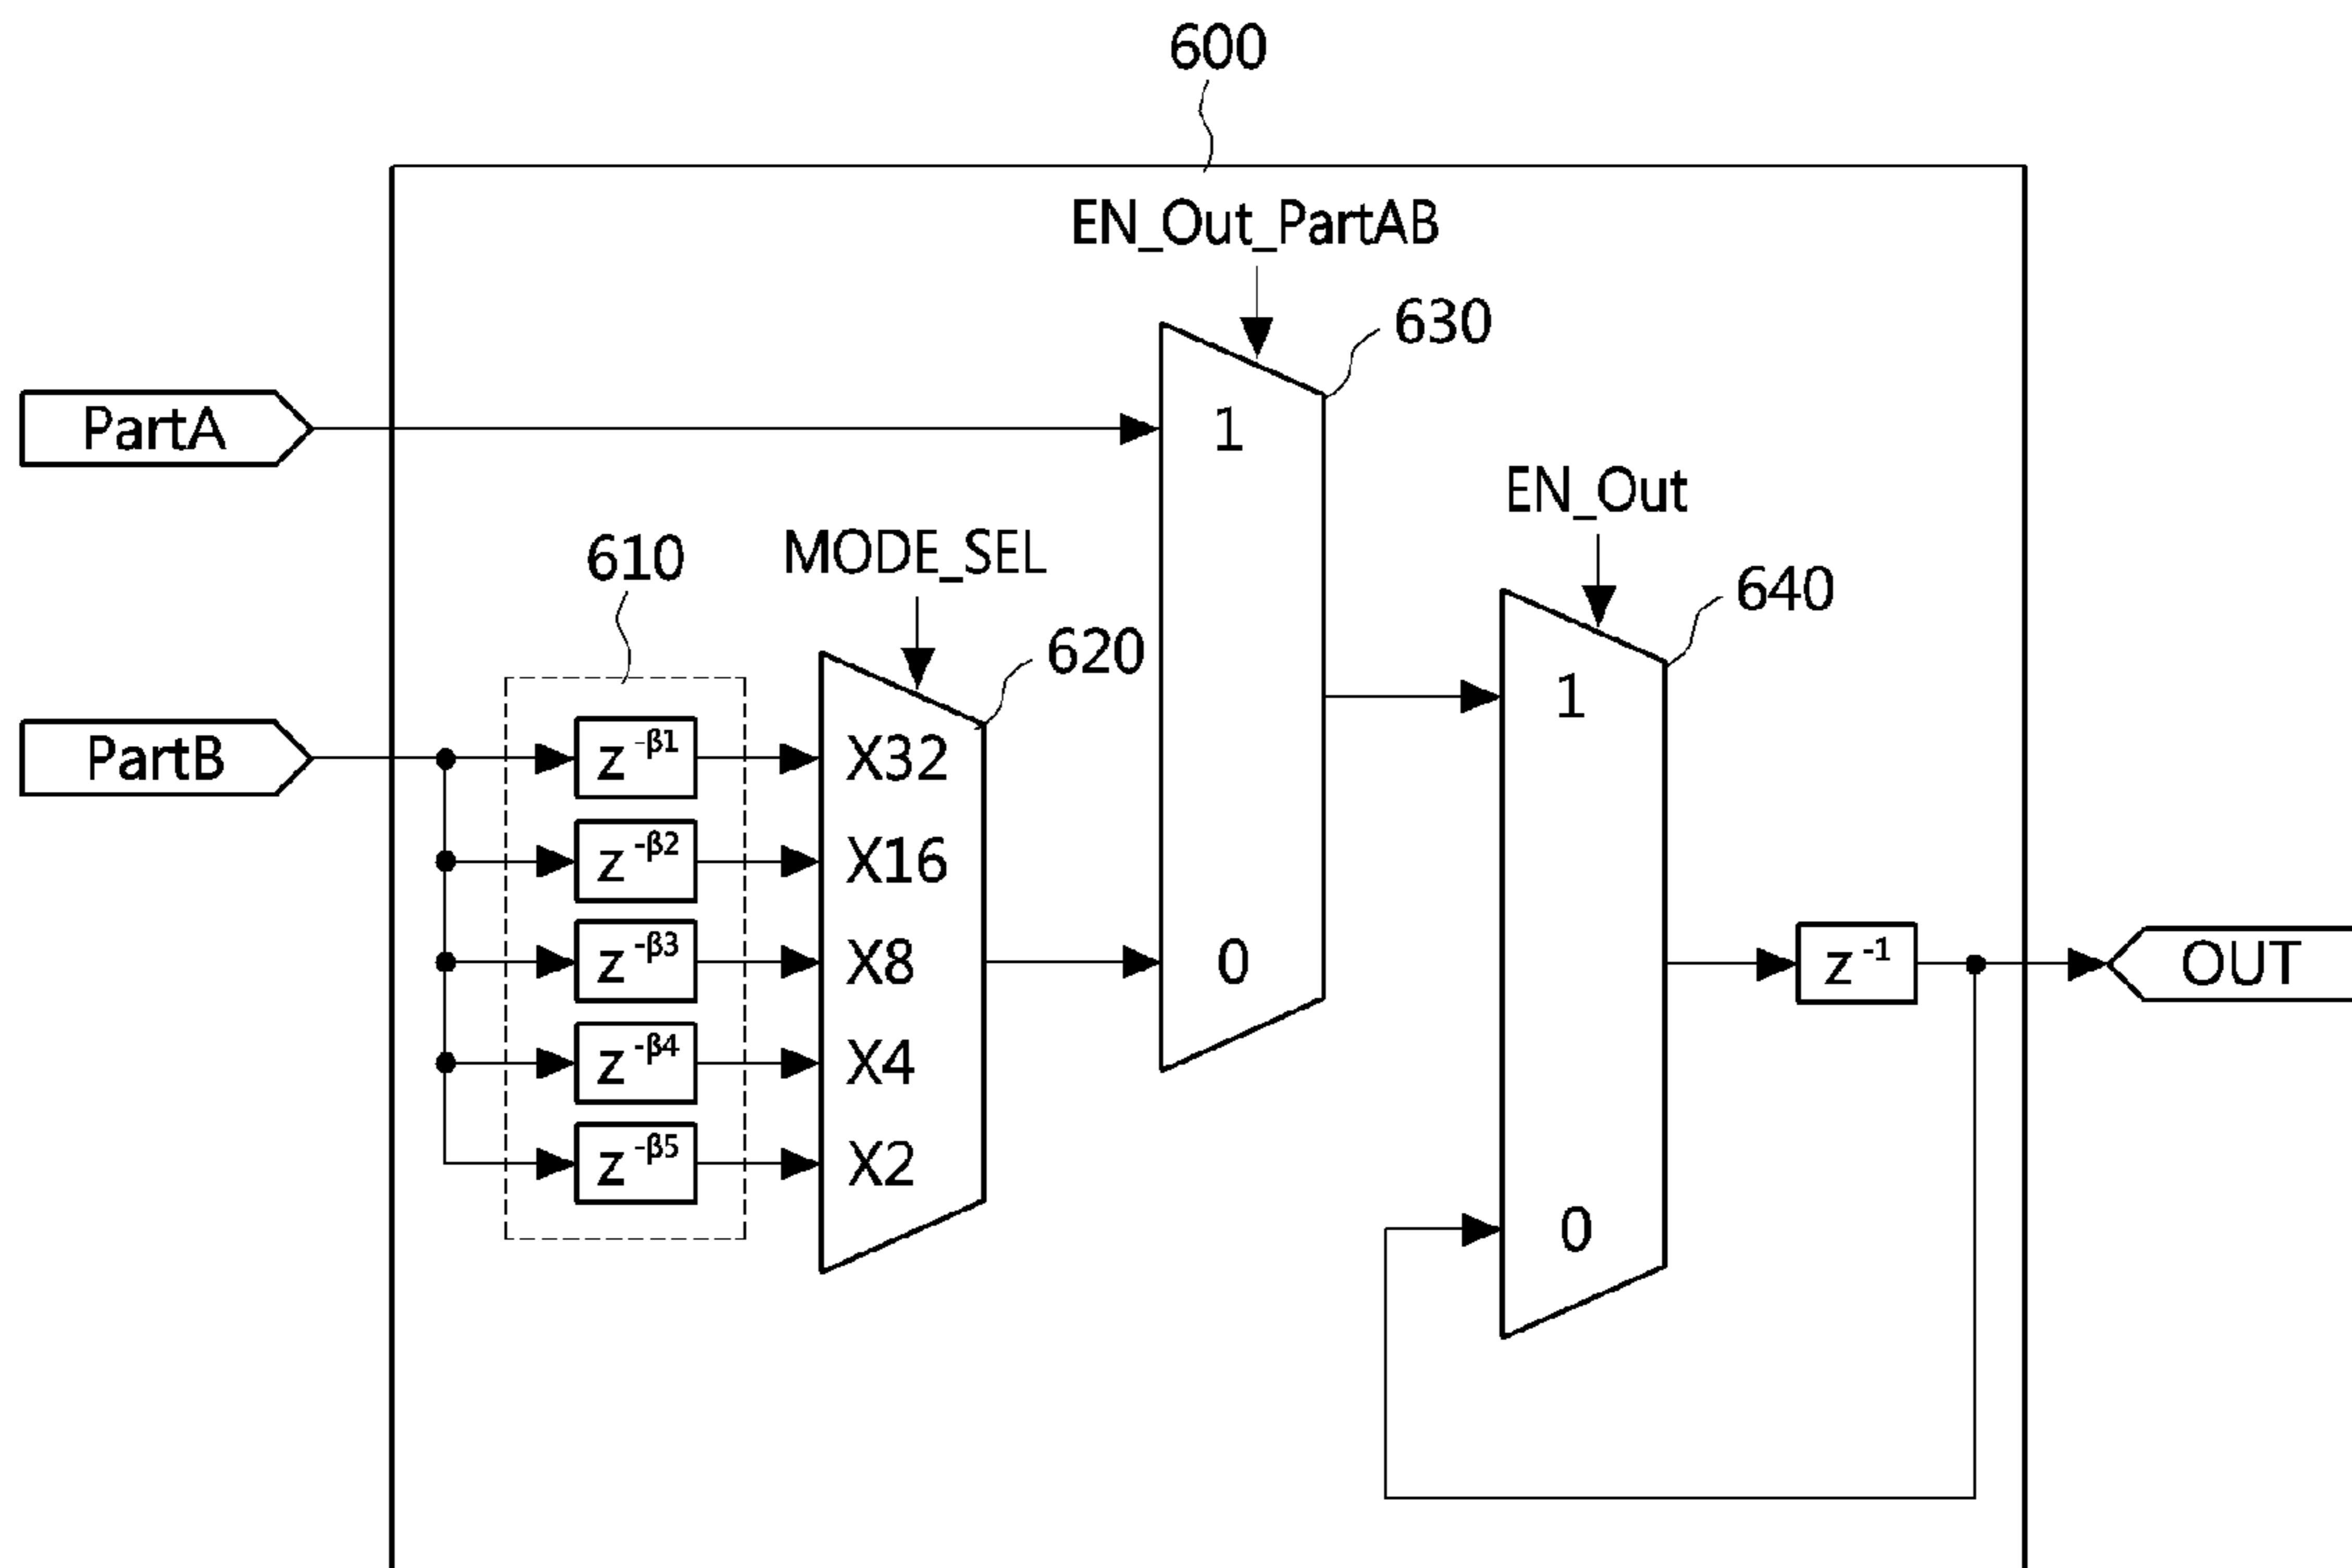 600
EN_Out_PartAB
630
PartA
1
EN_Out
MODE_SEL
610
640
620
1
PartB
z -β1
X32
z -β2
X16
z -β3
X8
0
z -1
OUT
z -β4
X4
z -β5
X2
0